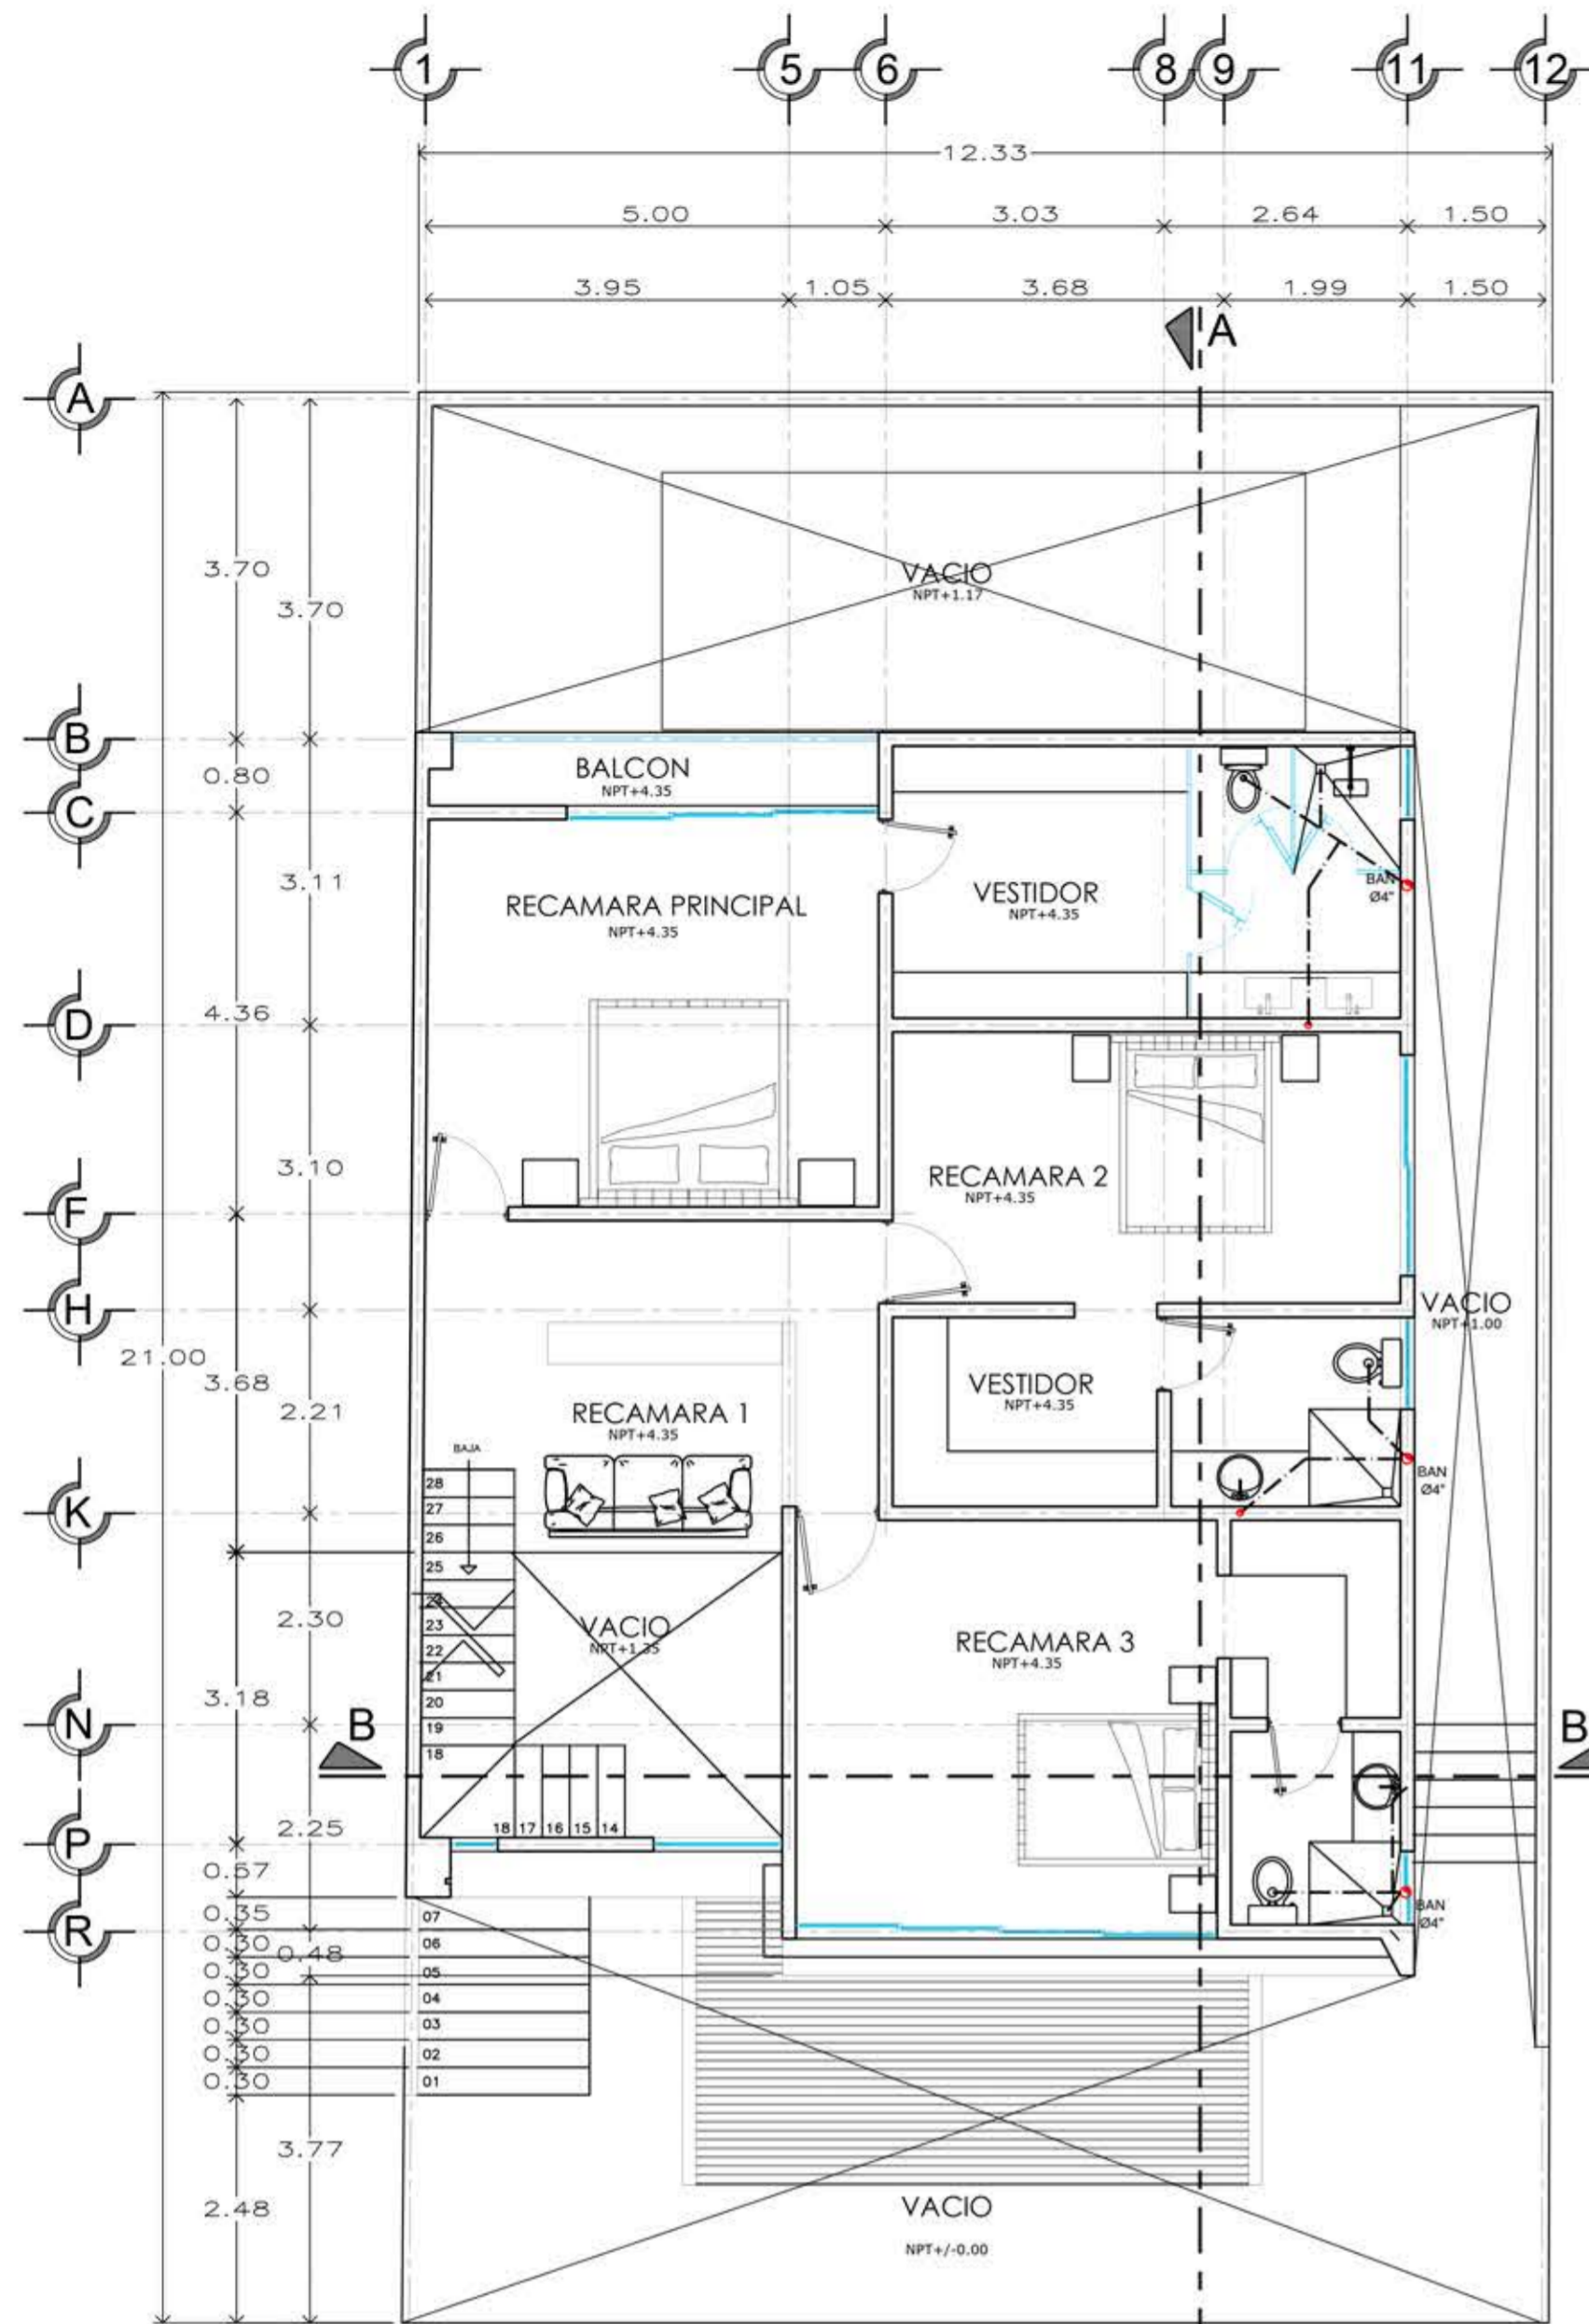 1 5 6 8 9 11 12
12.33
5.00 3.03 2.64 1.50
3.95 1.05 3.68 1.99 1.50
A
A
3.70
3.70
VACIO
NPT+1.17
B
0.80
C
BALCON
NPT+4.35
3.11
RECAMARA PRINCIPAL
NPT+4.35
VESTIDOR
NPT+4.35
BAN
Ø4"
D
4.36
3.10
RECAMARA 2
NPT+4.35
F
H
VACIO
NPT+1.00
21.00
3.68
2.21
VESTIDOR
NPT+4.35
RECAMARA 1
NPT+4.35
BAJA
BAN
Ø4"
K
28
27
26
25
24
23
22
21
20
19
18
2.30
VACIO
NPT+1.35
RECAMARA 3
NPT+4.35
3.18
N
B
B
18 17 16 15 14
2.25
P
0.57
0.35
R
0.30
0.48
0.30
0.30
0.30
0.30
0.30
BAN
Ø4"
07
06
05
04
03
02
01
3.77
2.48
VACIO
NPT+/-0.00